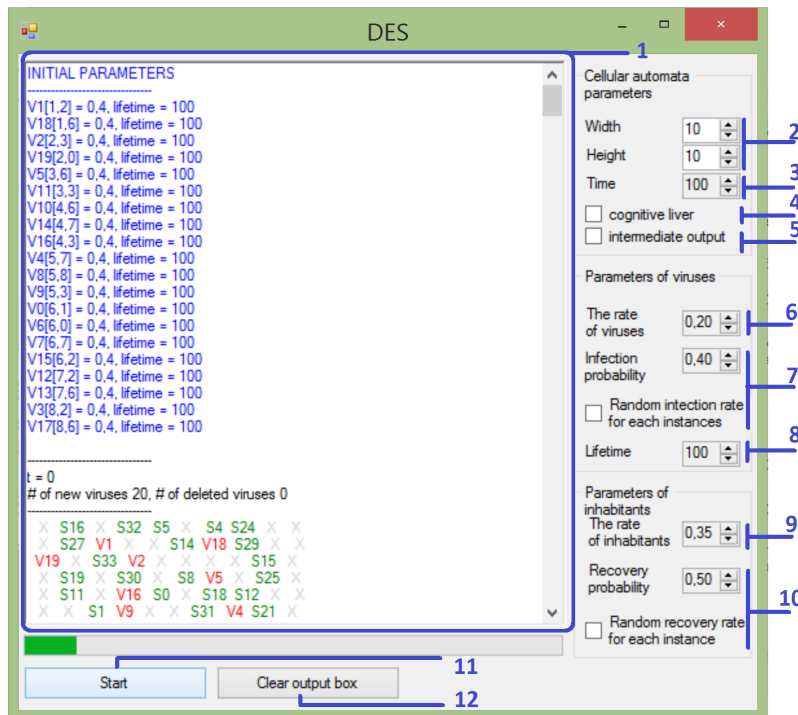 DES
1
INITIAL PARAMETERS
--------------------------------
V1[1,2] = 0,4, lifetime = 100
V18[1,6] = 0,4, lifetime = 100
V2[2,3] = 0,4, lifetime = 100
V19[2,0] = 0,4, lifetime = 100
V5[3,6] = 0,4, lifetime = 100
V11[3,3] = 0,4, lifetime = 100
V10[4,6] = 0,4, lifetime = 100
V14[4,7] = 0,4, lifetime = 100
V16[4,3] = 0,4, lifetime = 100
V4[5,7] = 0,4, lifetime = 100
V8[5,8] = 0,4, lifetime = 100
V9[5,3] = 0,4, lifetime = 100
V0[6,1] = 0,4, lifetime = 100
V6[6,0] = 0,4, lifetime = 100
V7[6,7] = 0,4, lifetime = 100
V15[6,2] = 0,4, lifetime = 100
V12[7,2] = 0,4, lifetime = 100
V13[7,6] = 0,4, lifetime = 100
V3[8,2] = 0,4, lifetime = 100
V17[8,6] = 0,4, lifetime = 100
--------------------------------
t = 0
# of new viruses 20, # of deleted viruses 0
--------------------------------
X S16 X S32 S5 X S4 S24 X X
X S27 V1 X X S14 V18 S29 X X
V19 X S33 V2 X X X X S15 X
X S19 X S30 X S8 V5 X S25 X
X S11 X V16 S0 X S18 S12 X X
X X S1 V9 X X S31 V4 S21 X
Cellular automata
parameters
Width 10
2
Height 10
Time 100 3
cognitive liver 4
intermediate output 5
Parameters of viruses
The rate
of viruses 0,20 6
Infection
probability 0,40
7
Random intection rate
for each instances
Lifetime 100 8
Parameters of
inhabitants
The rate
of inhabitants 0,35 9
Recovery
probability 0,50
10
Random recovery rate
for each instance
11
Start Clear output box
12